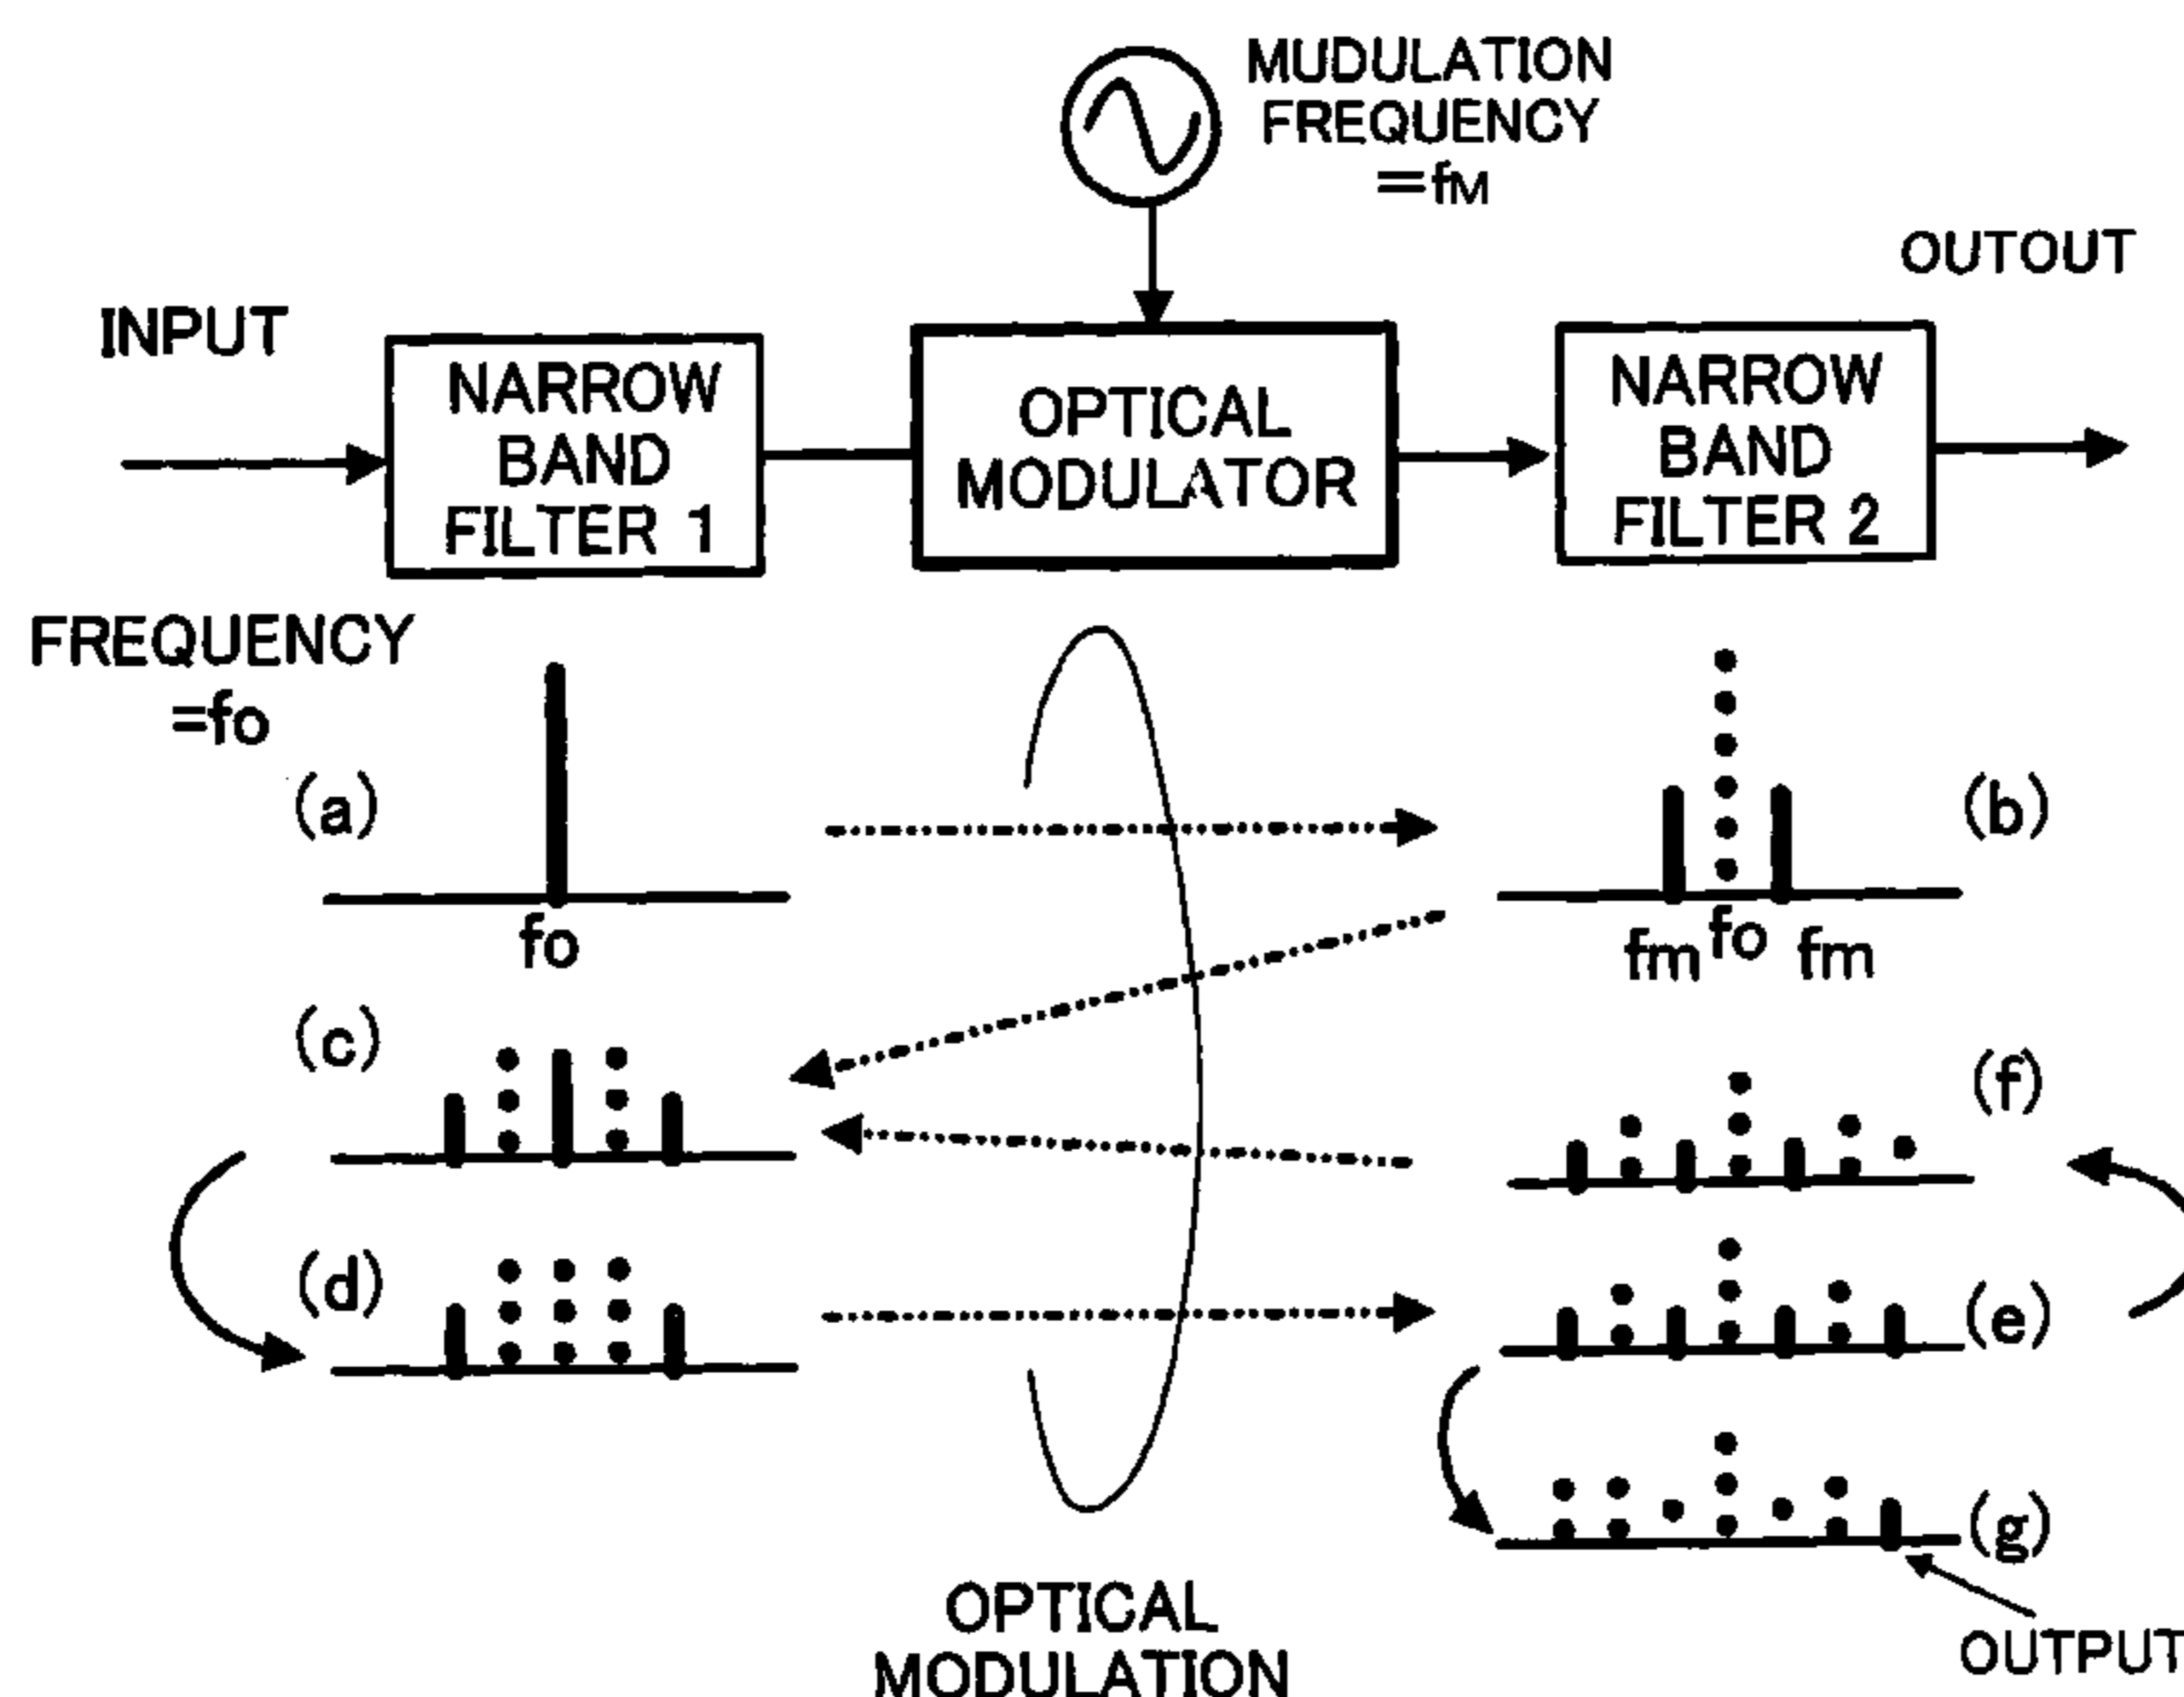 MUDULATION
FREQUENCY
=fM
OUTOUT
INPUT
NARROW
BAND
FILTER 1
OPTICAL
MODULATOR
NARROW
BAND
FILTER 2
FREQUENCY
=fo
(a)
fo
(b)
fm fo fm
(c)
(f)
(d)
(e)
(g)
OPTICAL
MODULATION
OUTPUT